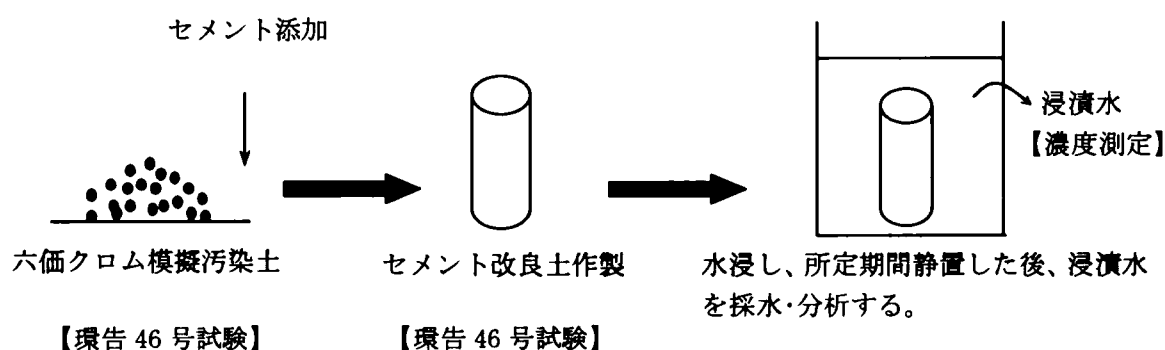 セメント添加
浸漬水
【濃度測定】
六価クロム模擬汚染土
セメント改良土作製
水浸し、所定期間静置した後、浸漬水
を採水・分析する。
【環告 46 号試験】
【環告 46 号試験】